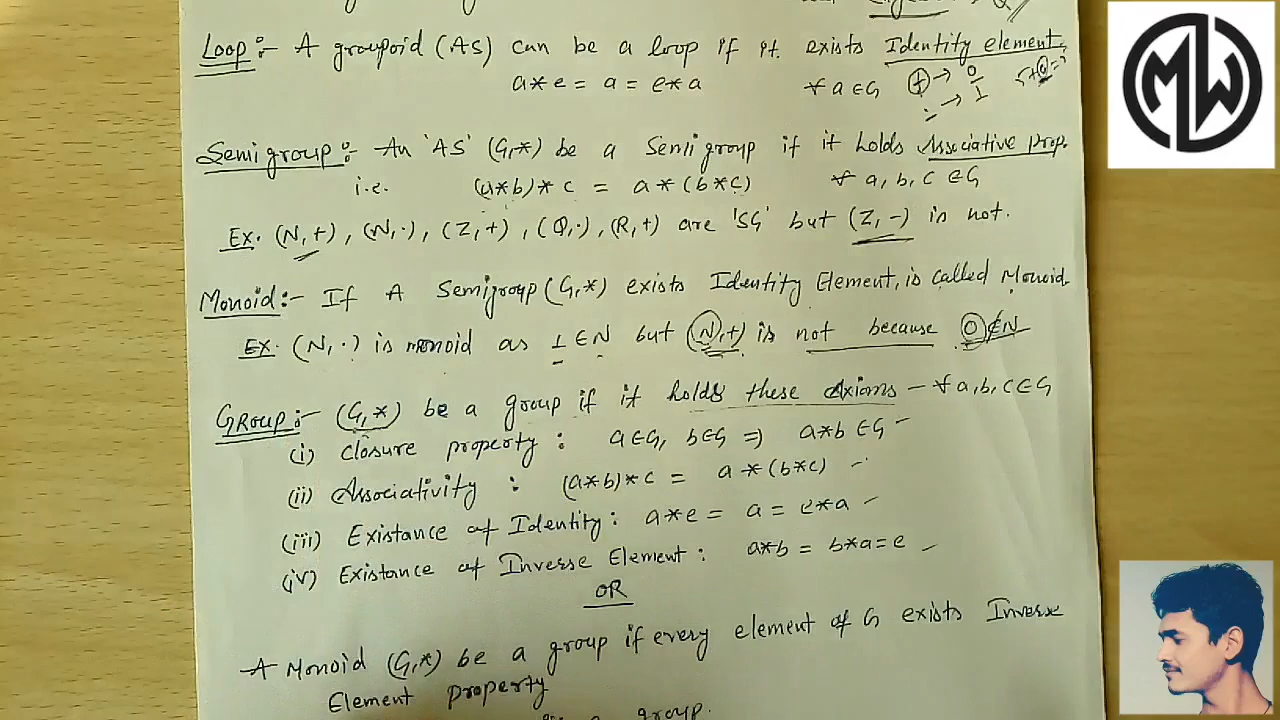 Loop :- A groupoid (AS) can be a loop if it exists Identity element,
a*e = a = e*a ∀ a∈G + → 0
. → 1
Semigroup :- An 'AS' (G,*) be a Semigroup if it holds Associative prop.
i.e. (a*b)*c = a*(b*c) ∀ a, b, c ∈ G
Ex. (N,+), (N,·), (Z,+), (Q,·), (R,+) are 'SG' but (Z,-) is not.
Monoid :- If A Semigroup (G,*) exists Identity Element, is called Monoid.
Ex. (N,·) is monoid as 1∈N but (N,+) is not because 0∉N
Group :- (G,*) be a group if it holds these Axioms - ∀ a,b,c∈G
(i) Closure property : a∈G, b∈G ⇒ a*b ∈ G
(ii) Associativity : (a*b)*c = a*(b*c)
(iii) Existance of Identity : a*e = a = e*a
(iv) Existance of Inverse Element : a*b = b*a = e
OR
A Monoid (G,*) be a group if every element of G exists Inverse
Element property
group.
MW